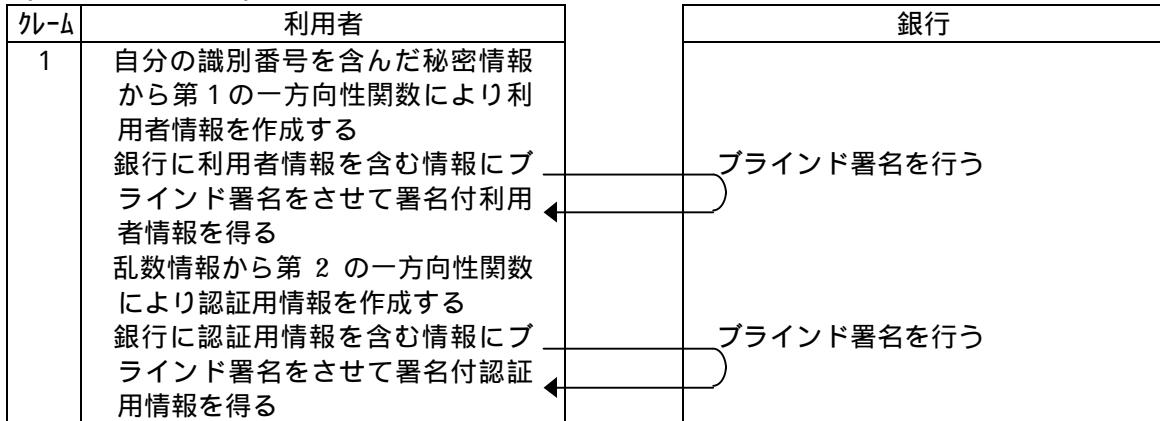 クレーム 利用者 銀行
1 自分の識別番号を含んだ秘密情報
から第1の一方向性関数により利
用者情報を作成する
銀行に利用者情報を含む情報にブ ブラインド署名を行う
ラインド署名をさせて署名付利用
者情報を得る
乱数情報から第 2 の一方向性関数
により認証用情報を作成する
銀行に認証用情報を含む情報にブ ブラインド署名を行う
ラインド署名をさせて署名付認証
用情報を得る